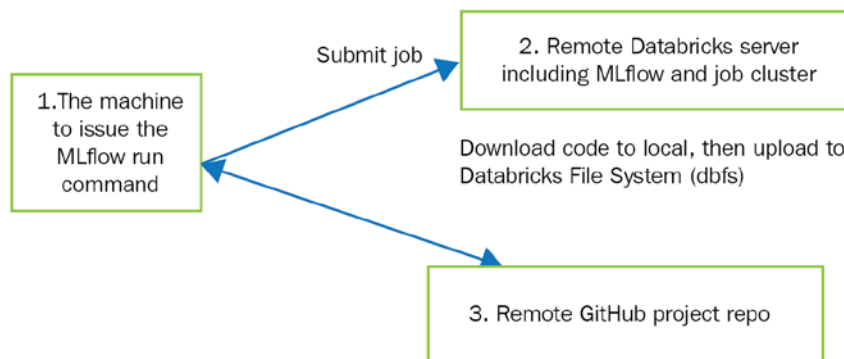 Submit job
2. Remote Databricks server
including MLflow and job cluster
1.The machine
to issue the
MLflow run
command
Download code to local, then upload to
Databricks File System (dbfs)
3. Remote GitHub project repo